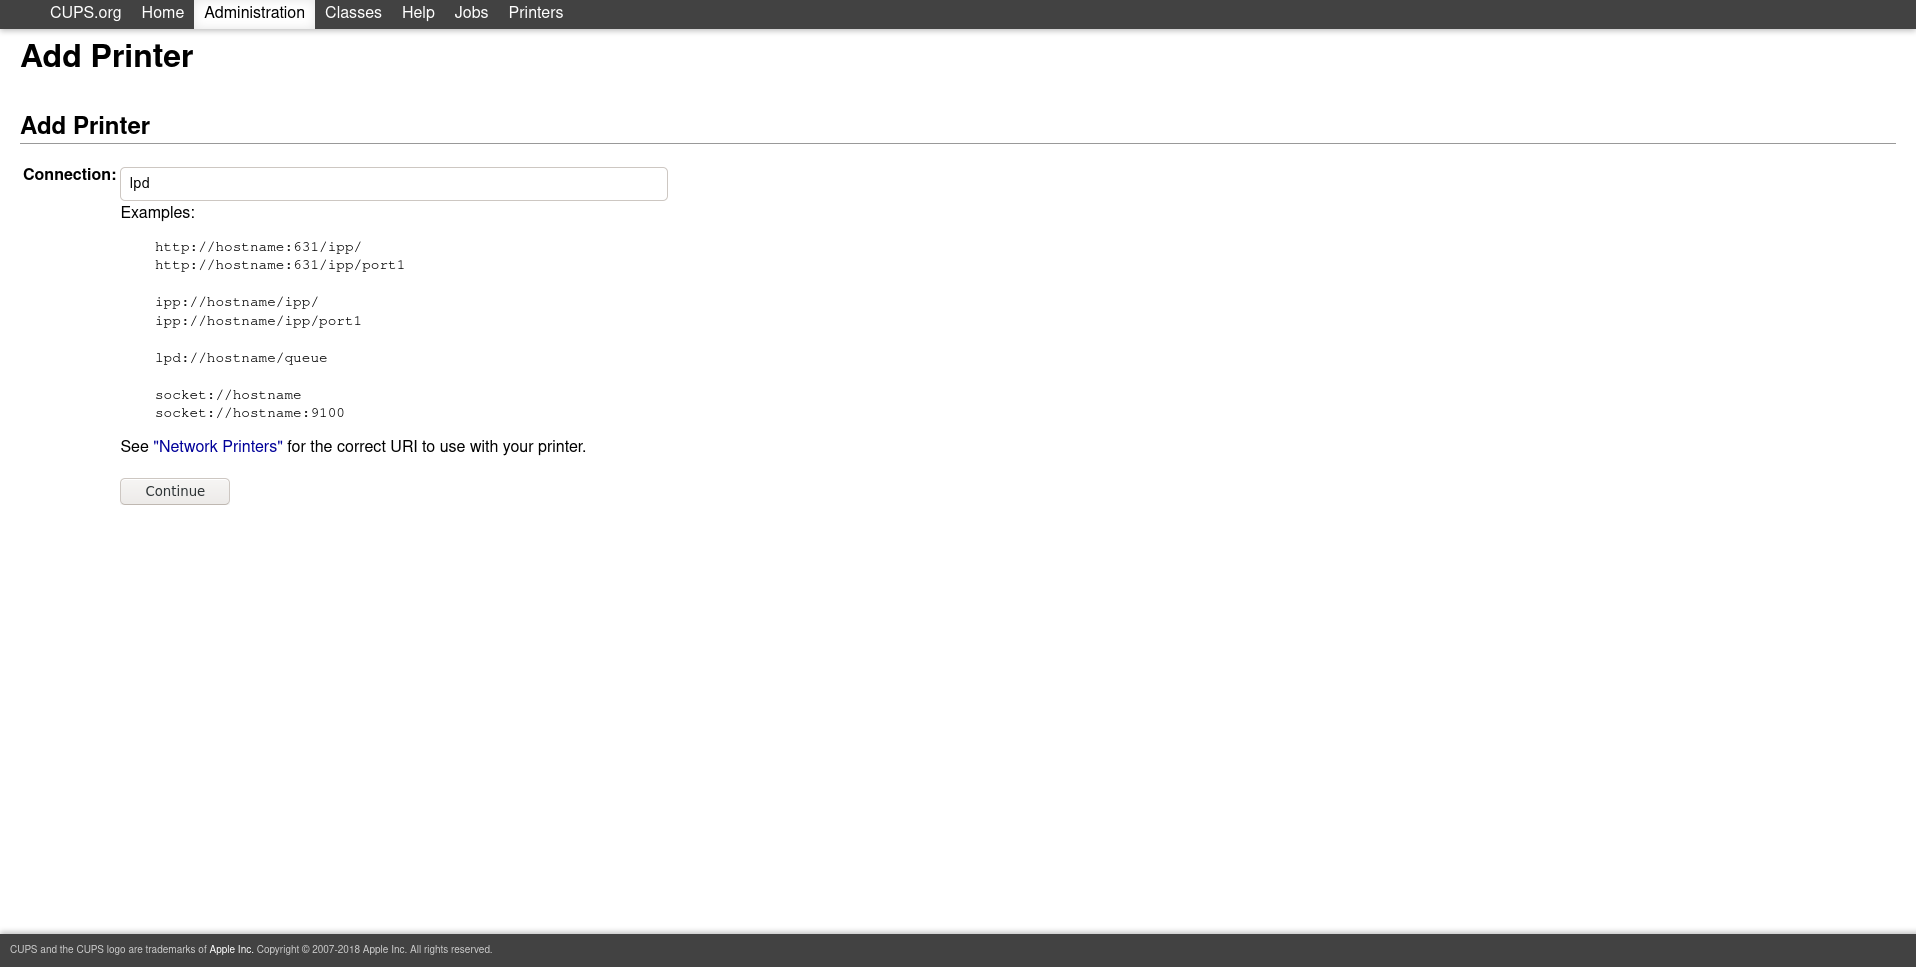 CUPS.org Home Administration Classes Help Jobs Printers
Add Printer
Add Printer
Connection: lpd
Examples:
http://hostname:631/ipp/
http://hostname:631/ipp/port1
ipp://hostname/ipp/
ipp://hostname/ipp/port1
lpd://hostname/queue
socket://hostname
socket://hostname:9100
See "Network Printers" for the correct URI to use with your printer.
Continue
CUPS and the CUPS logo are trademarks of Apple Inc. Copyright © 2007-2018 Apple Inc. All rights reserved.